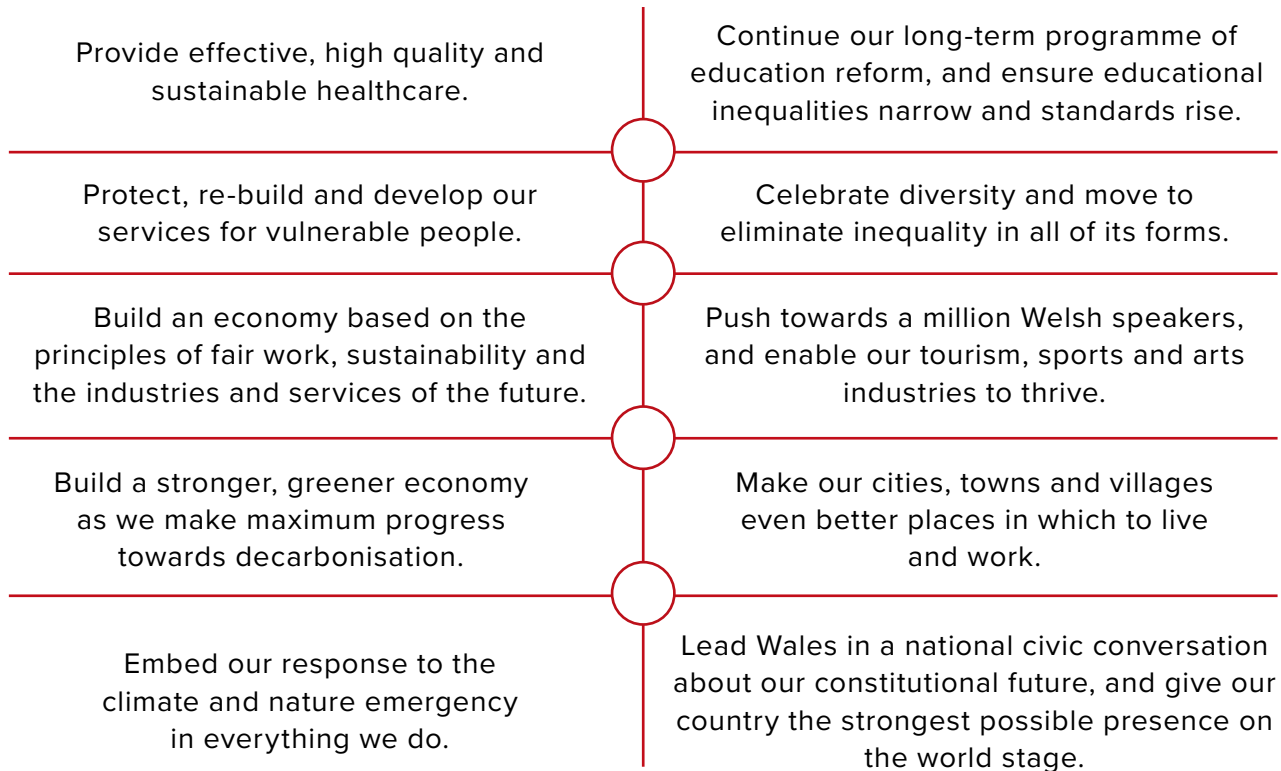 Provide effective, high quality and
sustainable healthcare.
Continue our long-term programme of
education reform, and ensure educational
inequalities narrow and standards rise.
Protect, re-build and develop our
services for vulnerable people.
Celebrate diversity and move to
eliminate inequality in all of its forms.
Build an economy based on the
principles of fair work, sustainability and
the industries and services of the future.
Push towards a million Welsh speakers,
and enable our tourism, sports and arts
industries to thrive.
Build a stronger, greener economy
as we make maximum progress
towards decarbonisation.
Make our cities, towns and villages
even better places in which to live
and work.
Embed our response to the
climate and nature emergency
in everything we do.
Lead Wales in a national civic conversation
about our constitutional future, and give our
country the strongest possible presence on
the world stage.